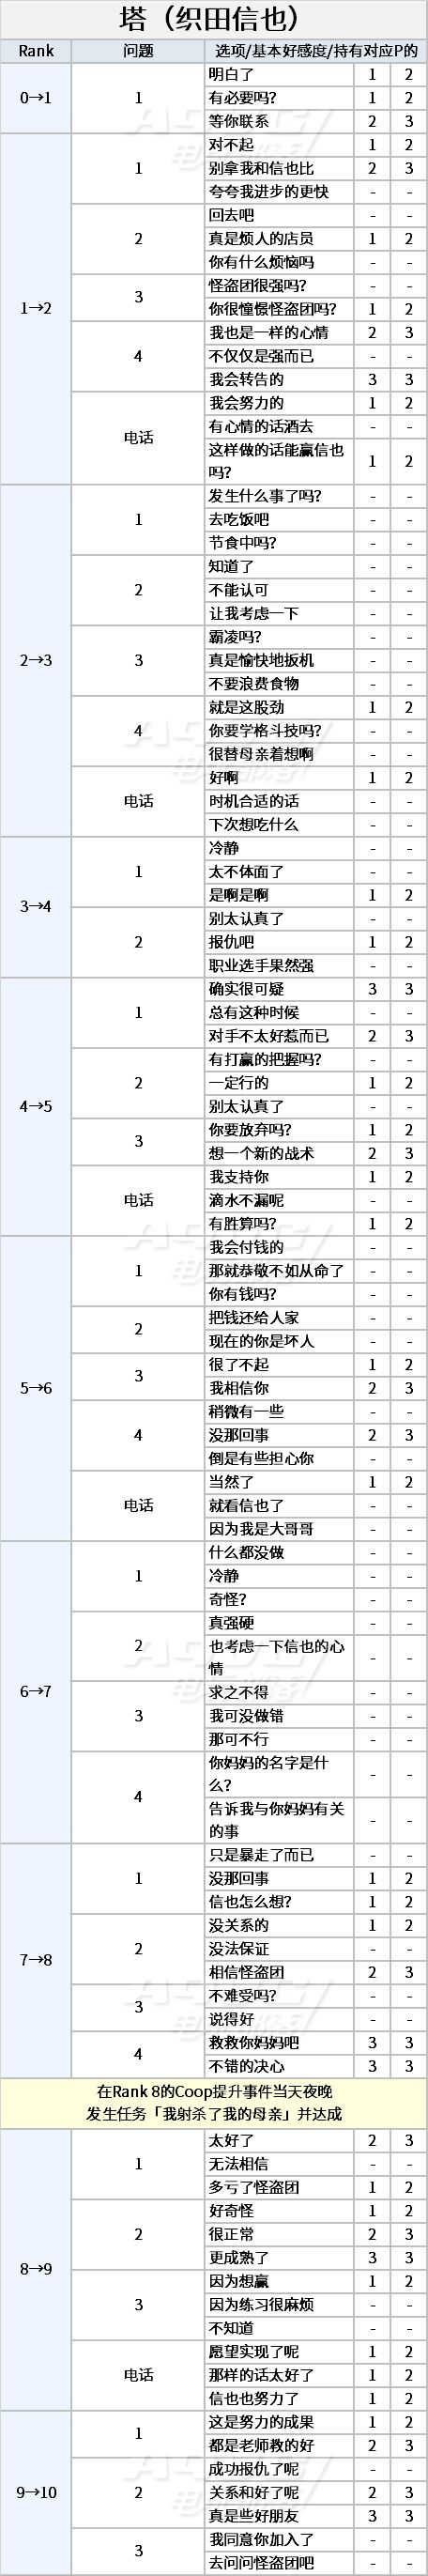 塔（织田信也）
Rank 问题 选项/基本好感度/持有对应P的
0→1
1
明白了 1 2
有必要吗？ 1 2
等你联系 2 3
1→2
1
对不起 1 2
别拿我和信也比 2 3
夸夸我进步的更快 - -
2
回去吧 - -
真是烦人的店员 1 2
你有什么烦恼吗 - -
3
怪盗团很强吗？ - -
你很憧憬怪盗团吗？ 1 2
4
我也是一样的心情 2 3
不仅仅是强而已 - -
我会转告的 3 3
电话
我会努力的 1 2
有心情的话酒去 - -
这样做的话能赢信也
吗？ 1 2
2→3
1
发生什么事了吗？ - -
去吃饭吧 - -
节食中吗？ - -
2
知道了 - -
不能认可 - -
让我考虑一下 - -
3
霸凌吗？ - -
真是愉快地扳机 - -
不要浪费食物 - -
4
就是这股劲 1 2
你要学格斗技吗？ - -
很替母亲着想啊 - -
电话
好啊 1 2
时机合适的话 - -
下次想吃什么 - -
3→4
1
冷静 - -
太不体面了 - -
是啊是啊 1 2
2
别太认真了 - -
报仇吧 1 2
职业选手果然强 - -
4→5
1
确实很可疑 3 3
总有这种时候 - -
对手不太好惹而已 2 3
2
有打赢的把握吗？ - -
一定行的 1 2
别太认真了 - -
3
你要放弃吗？ 1 2
想一个新的战术 2 3
电话
我支持你 1 2
滴水不漏呢 - -
有胜算吗？ 1 2
5→6
1
我会付钱的 - -
那就恭敬不如从命了 - -
你有钱吗？ - -
2
把钱还给人家 - -
现在的你是坏人 - -
3
很了不起 1 2
我相信你 2 3
4
稍微有一些 - -
没那回事 2 3
倒是有些担心你 - -
电话
当然了 1 2
就看信也了 - -
因为我是大哥哥 - -
6→7
1
什么都没做 - -
冷静 - -
奇怪？ - -
2
真强硬 - -
也考虑一下信也的心
情 - -
3
求之不得 - -
我可没做错 - -
那可不行 - -
4
你妈妈的名字是什
么？ - -
告诉我与你妈妈有关
的事 - -
7→8
1
只是暴走了而已 - -
没那回事 1 2
信也怎么想？ 1 2
2
没关系的 1 2
没法保证 - -
相信怪盗团 2 3
3
不难受吗？ - -
说得好 - -
4
救救你妈妈吧 3 3
不错的决心 3 3
在Rank 8的Coop提升事件当天夜晚
发生任务「我射杀了我的母亲」并达成
8→9
1
太好了 2 3
无法相信 - -
多亏了怪盗团 1 2
2
好奇怪 1 2
很正常 2 3
更成熟了 3 3
3
因为想赢 1 2
因为练习很麻烦 - -
不知道 - -
电话
愿望实现了呢 1 2
那样的话太好了 1 2
信也也努力了 1 2
9→10
1
这是努力的成果 1 2
都是老师教的好 2 3
2
成功报仇了呢 - -
关系和好了呢 2 3
真是些好朋友 3 3
3
我同意你加入了 - -
去问问怪盗团吧 - -